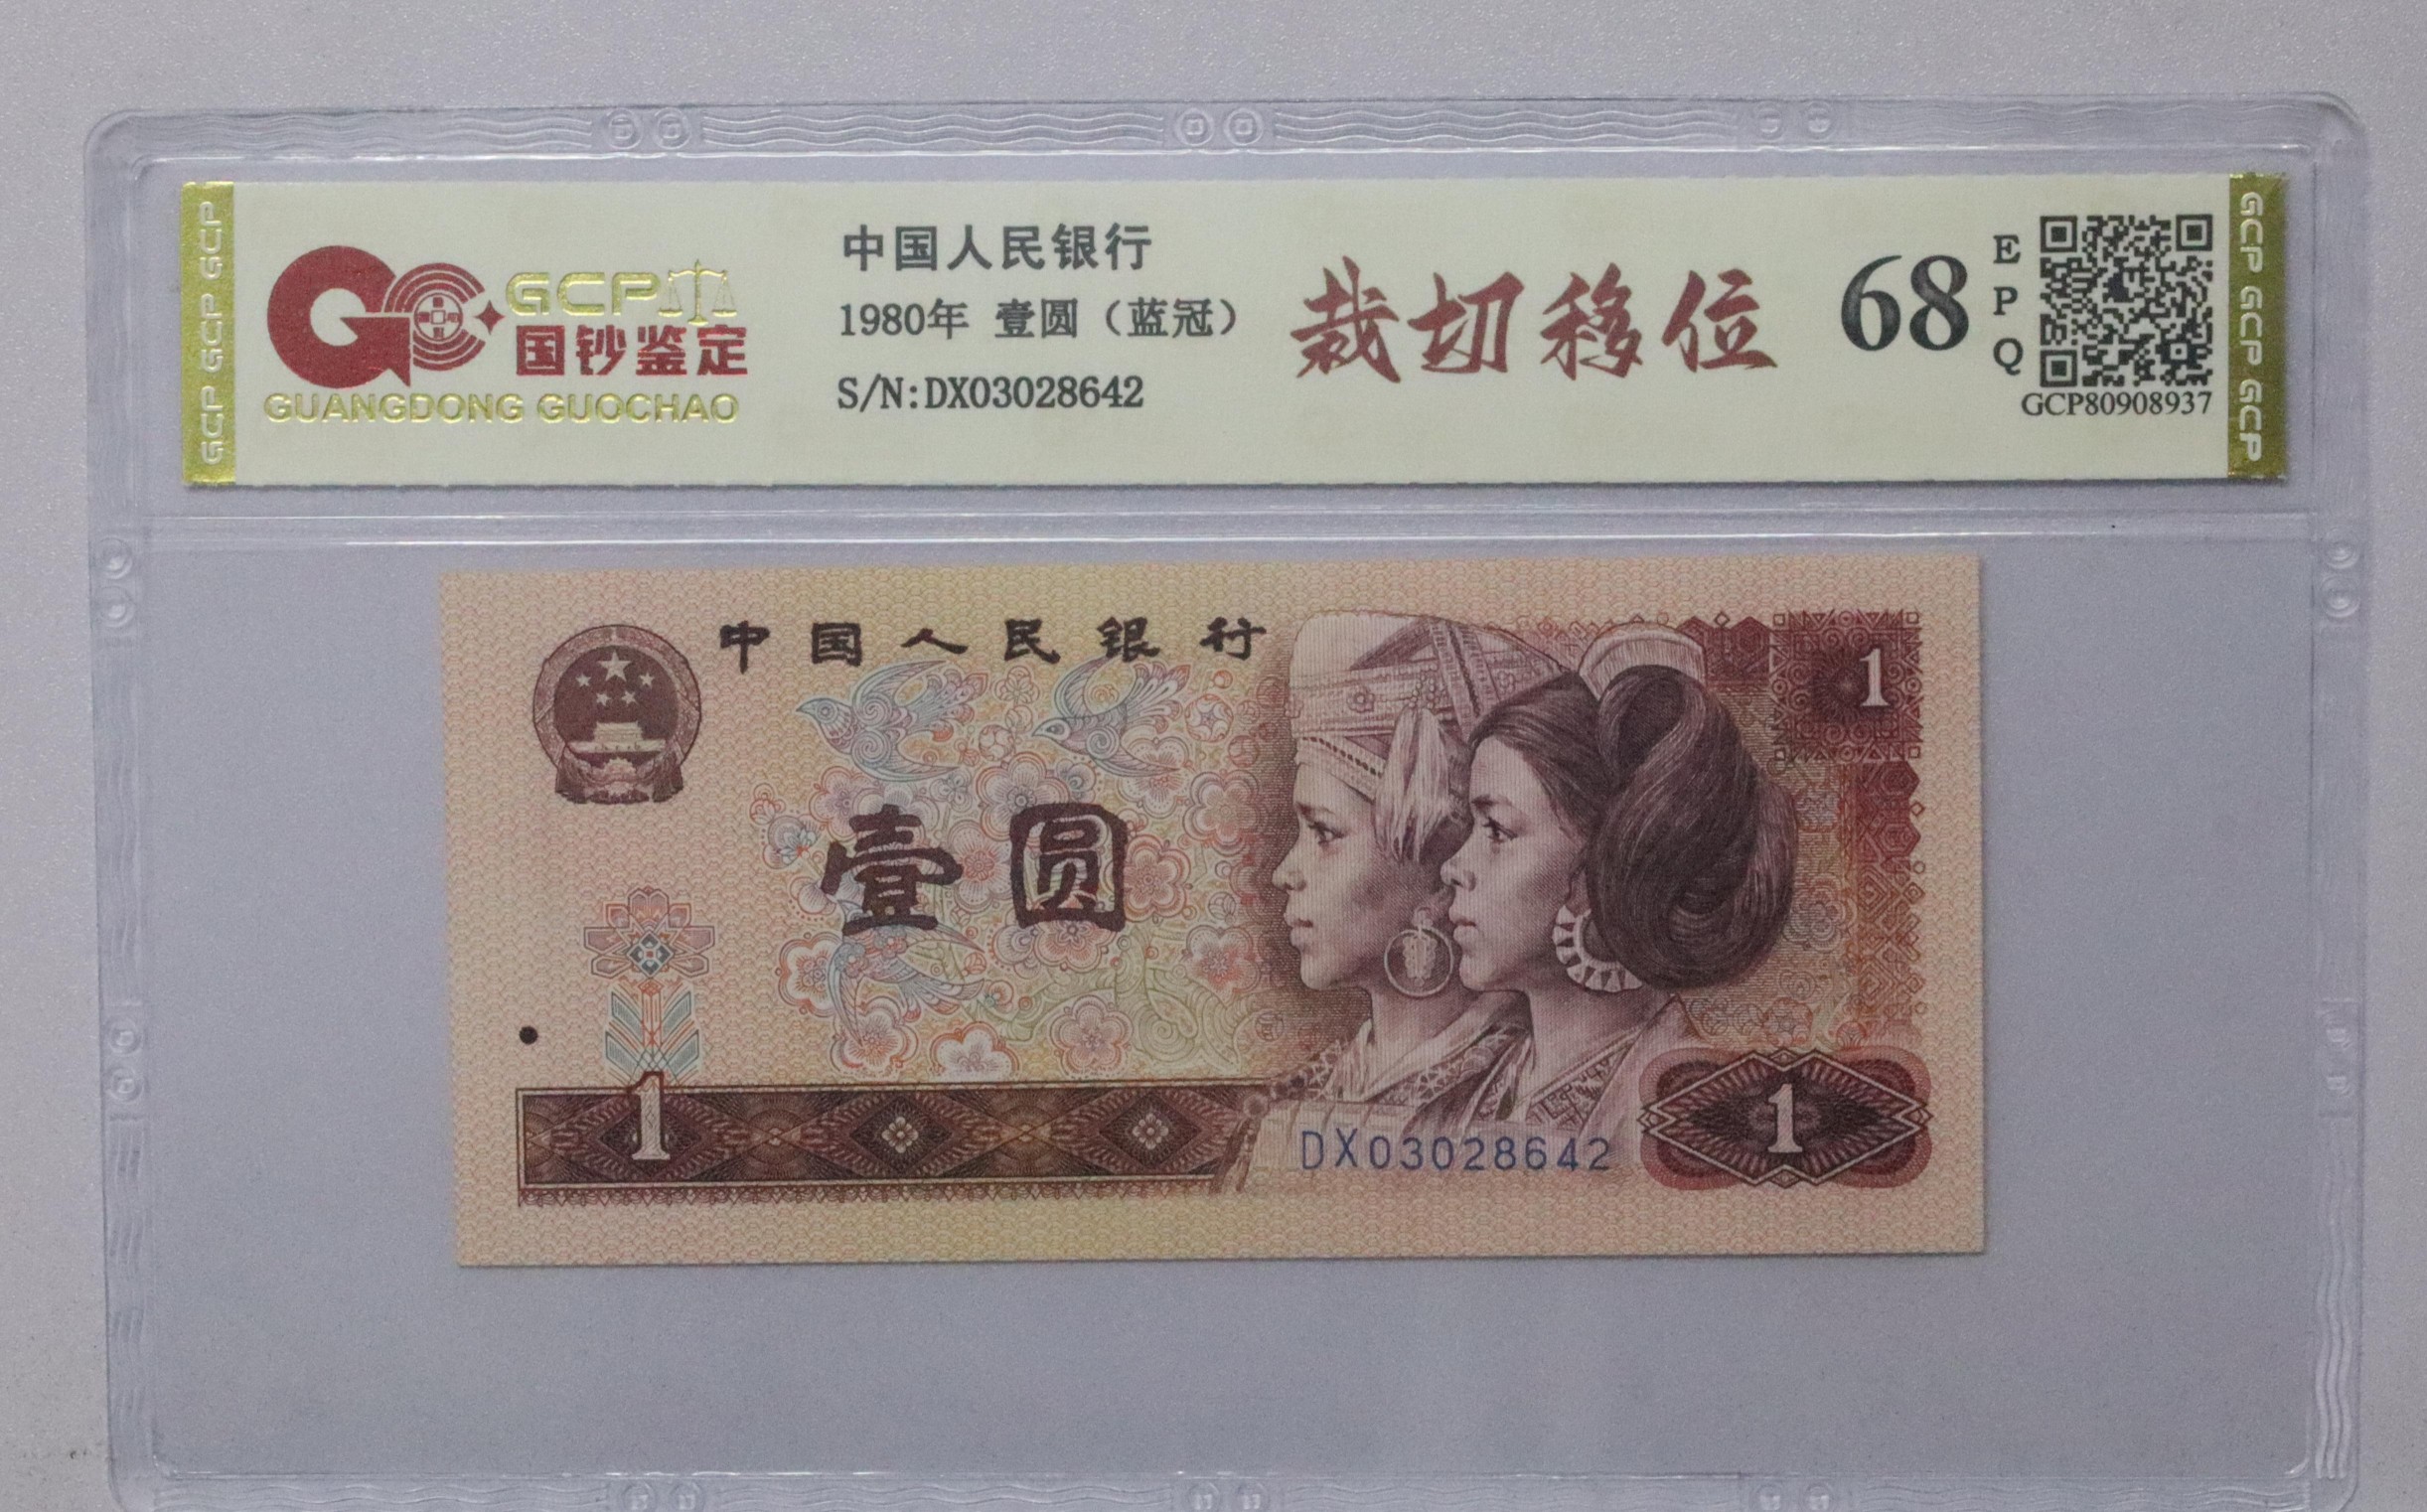 GCP GCP GCP
GCP
国钞鉴定
GUANGDONG GUOCHAO
中国人民银行
1980年 壹圆（蓝冠）
S/N:DX03028642
裁切移位
68
E
P
Q
GCP80908937
GCP GCP GCP
中国人民银行
1
壹圆
1
DX03028642
1